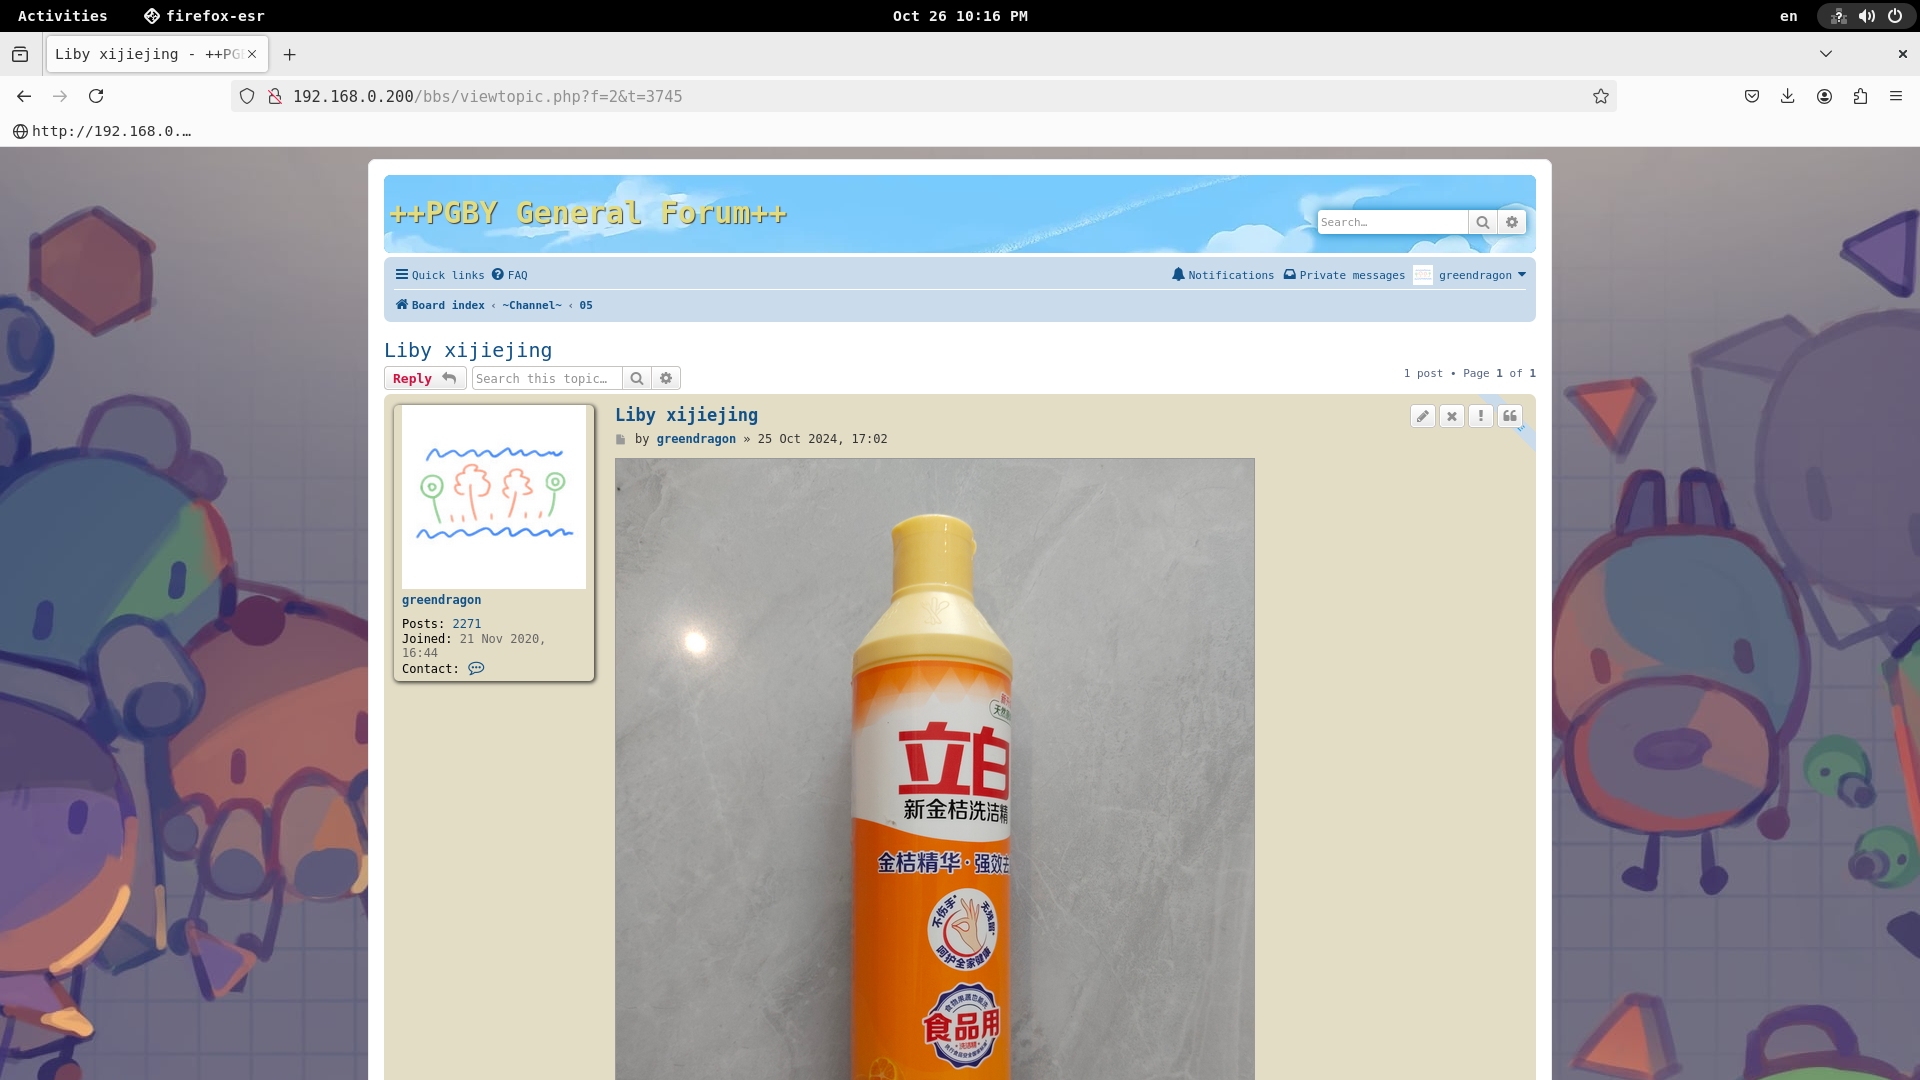 Activities
firefox-esr
Oct 26 10:16 PM
en
Liby xijiejing - ++PG
192.168.0.200/bbs/viewtopic.php?f=2&t=3745
http://192.168.0.…
++PGBY General Forum++
Search…
Quick links
FAQ
Notifications
Private messages
greendragon
Board index ‹ ~Channel~ ‹ 05
Liby xijiejing
Reply
Search this topic…
1 post • Page 1 of 1
Liby xijiejing
by greendragon » 25 Oct 2024, 17:02
greendragon
Posts: 2271
Joined: 21 Nov 2020,
16:44
Contact:
天然
立白
新金桔洗洁精
金桔精华·强效去
不伤手
无残留
呵护全家健康
食品用
洗洁精